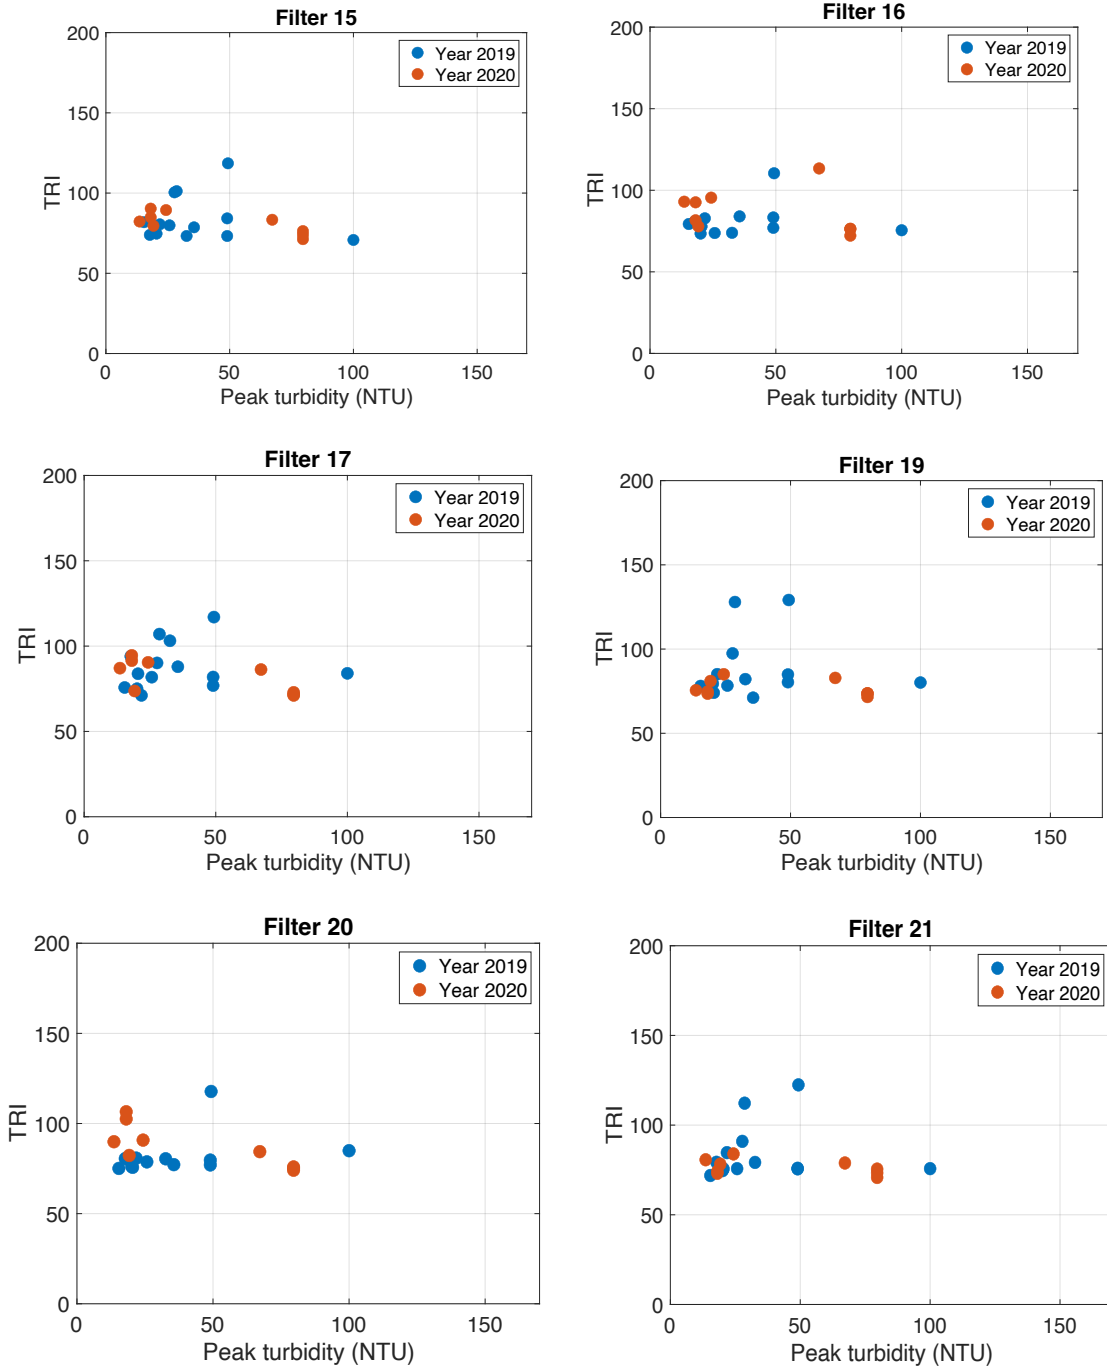 Filter 15
200
150
100
50
0
TRI
Year 2019
Year 2020
0 50 100 150
Peak turbidity (NTU)
Filter 16
200
150
100
50
0
TRI
Year 2019
Year 2020
0 50 100 150
Peak turbidity (NTU)
Filter 17
200
150
100
50
0
TRI
Year 2019
Year 2020
0 50 100 150
Peak turbidity (NTU)
Filter 19
200
150
100
50
0
TRI
Year 2019
Year 2020
0 50 100 150
Peak turbidity (NTU)
Filter 20
200
150
100
50
0
TRI
Year 2019
Year 2020
0 50 100 150
Peak turbidity (NTU)
Filter 21
200
150
100
50
0
TRI
Year 2019
Year 2020
0 50 100 150
Peak turbidity (NTU)